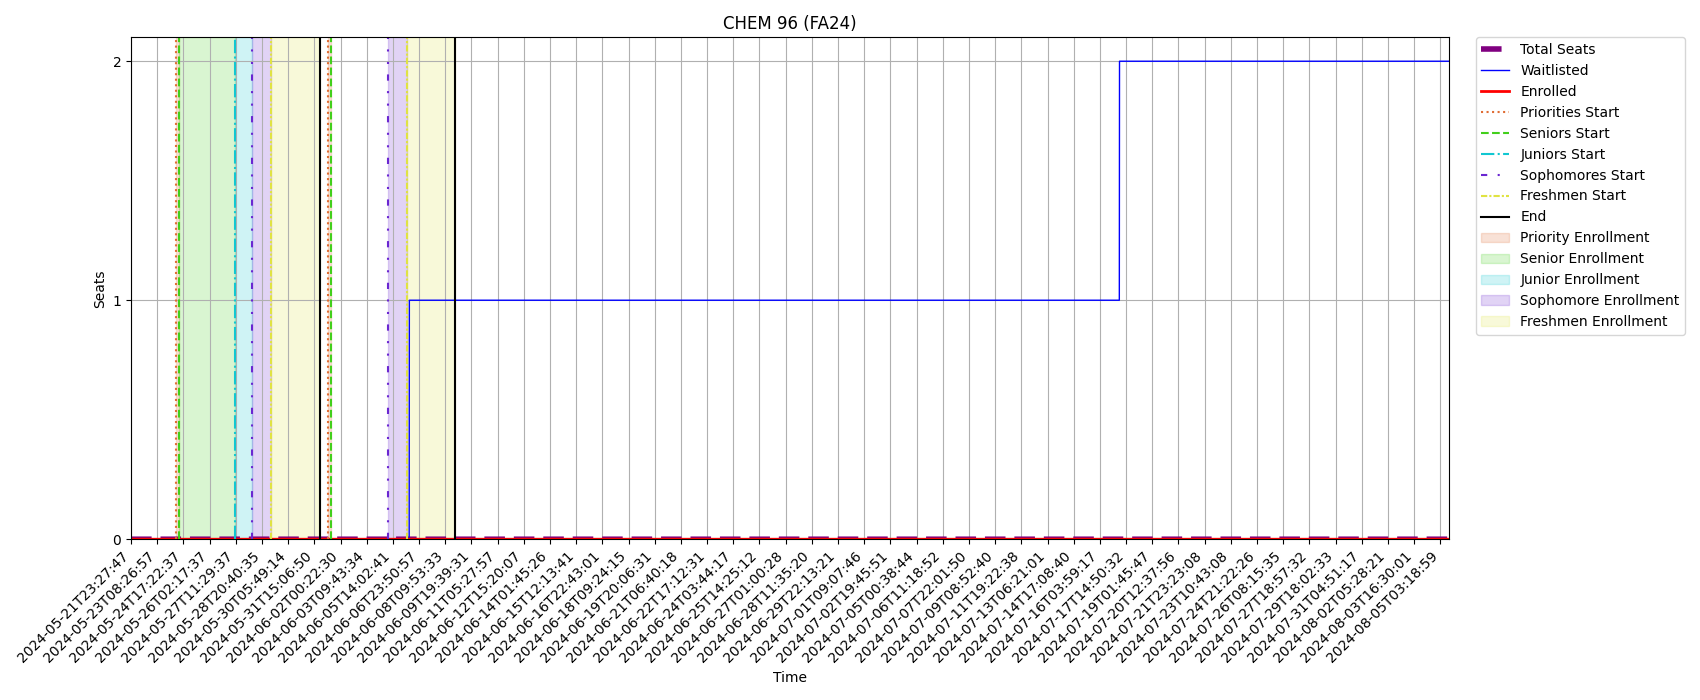 CHEM 96 (FA24)
Seats
2
1
0
2024-05-21T23:27:47
2024-05-23T08:26:57
2024-05-24T17:22:37
2024-05-26T02:17:37
2024-05-27T11:29:37
2024-05-28T20:40:35
2024-05-30T05:49:14
2024-05-31T15:06:50
2024-06-02T00:22:30
2024-06-03T09:43:34
2024-06-05T14:02:41
2024-06-06T23:50:57
2024-06-08T09:53:33
2024-06-09T19:39:31
2024-06-11T05:27:57
2024-06-12T15:20:07
2024-06-14T01:45:26
2024-06-15T12:13:41
2024-06-16T22:43:01
2024-06-18T09:24:15
2024-06-19T20:06:31
2024-06-21T06:40:18
2024-06-22T17:12:31
2024-06-24T03:44:17
2024-06-25T14:25:12
2024-06-27T01:00:28
2024-06-28T11:35:20
2024-06-29T22:13:21
2024-07-01T09:07:46
2024-07-02T19:45:51
2024-07-05T00:38:44
2024-07-06T11:18:52
2024-07-07T22:01:50
2024-07-09T08:52:40
2024-07-11T19:22:38
2024-07-13T06:21:01
2024-07-14T17:08:40
2024-07-16T03:59:17
2024-07-17T14:50:32
2024-07-19T01:45:47
2024-07-20T12:37:56
2024-07-21T23:23:08
2024-07-23T10:43:08
2024-07-24T21:22:26
2024-07-26T08:15:35
2024-07-27T18:57:32
2024-07-29T18:02:33
2024-07-31T04:51:17
2024-08-02T05:28:21
2024-08-03T16:30:01
2024-08-05T03:18:59
Time
Total Seats
Waitlisted
Enrolled
Priorities Start
Seniors Start
Juniors Start
Sophomores Start
Freshmen Start
End
Priority Enrollment
Senior Enrollment
Junior Enrollment
Sophomore Enrollment
Freshmen Enrollment